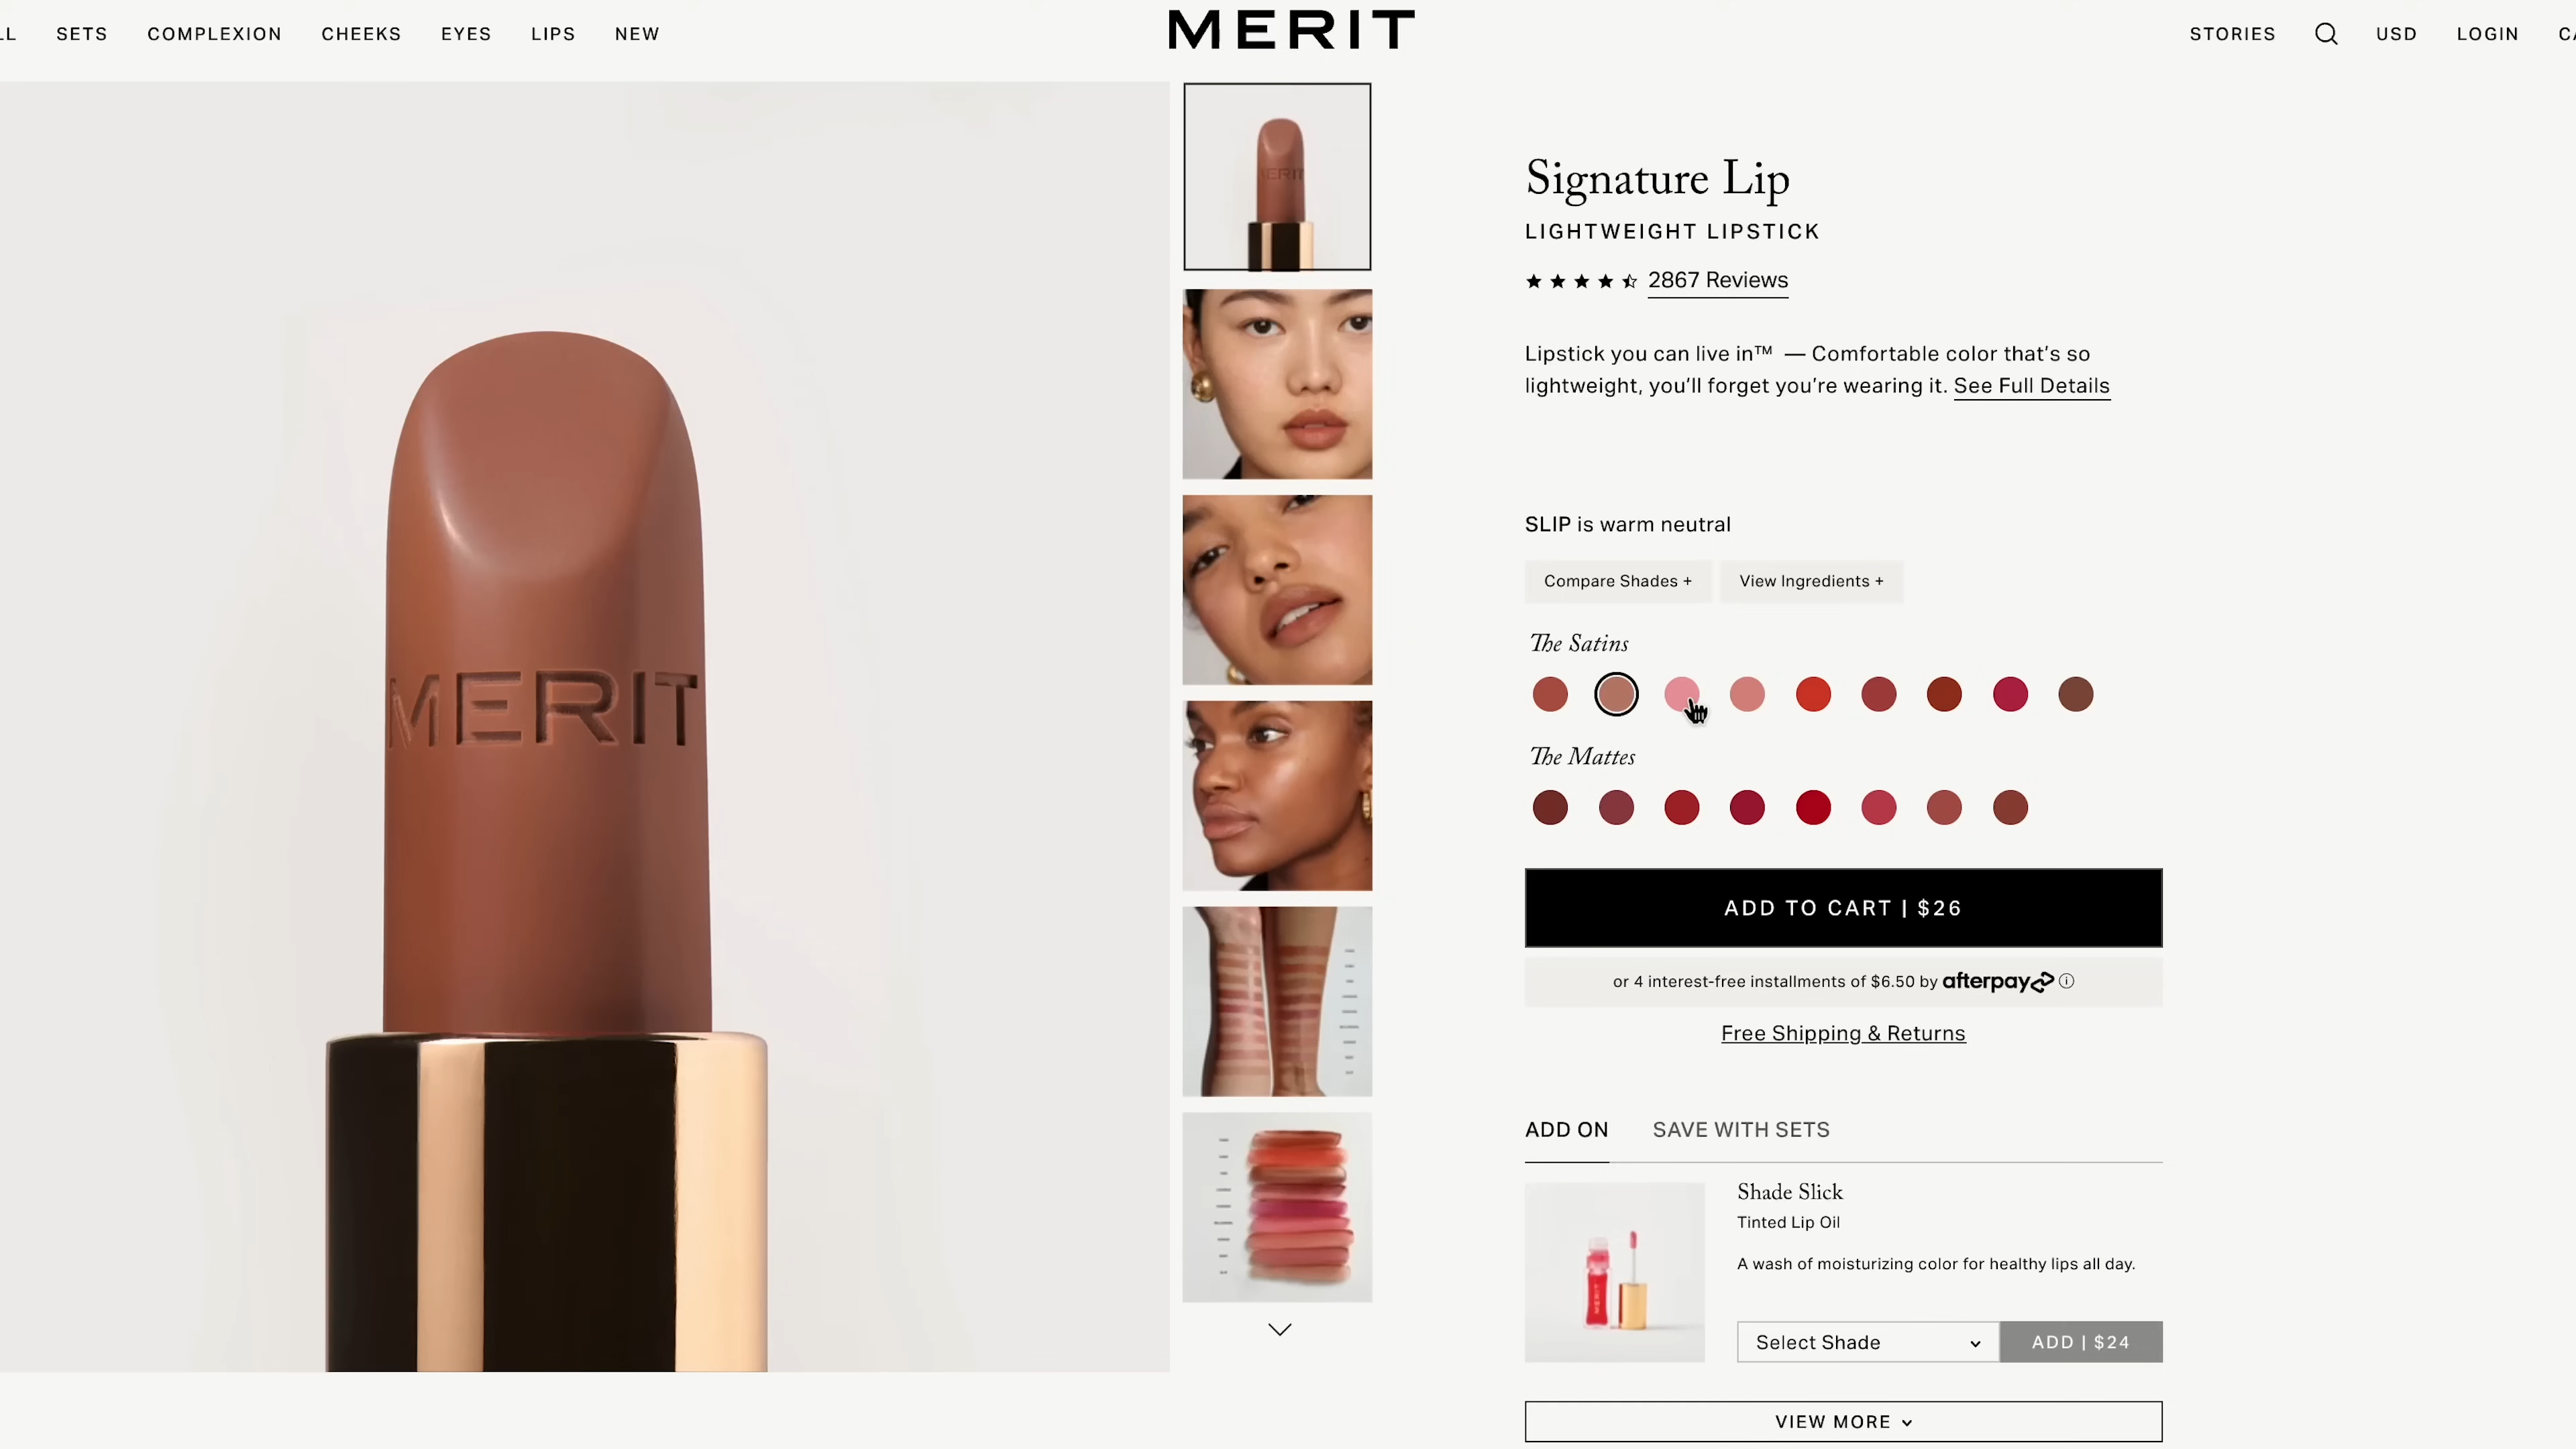 SETS COMPLEXION CHEEKS EYES LIPS NEW
MERIT
STORIES USD LOGIN
MERIT
Signature Lip
LIGHTWEIGHT LIPSTICK
2867 Reviews
Lipstick you can live in™ — Comfortable color that's so
lightweight, you'll forget you're wearing it. See Full Details
SLIP is warm neutral
Compare Shades + View Ingredients +
The Satins
The Mattes
ADD TO CART | $26
or 4 interest-free installments of $6.50 by afterpay
Free Shipping & Returns
ADD ON SAVE WITH SETS
Shade Slick
Tinted Lip Oil
A wash of moisturizing color for healthy lips all day.
Select Shade ADD | $24
VIEW MORE